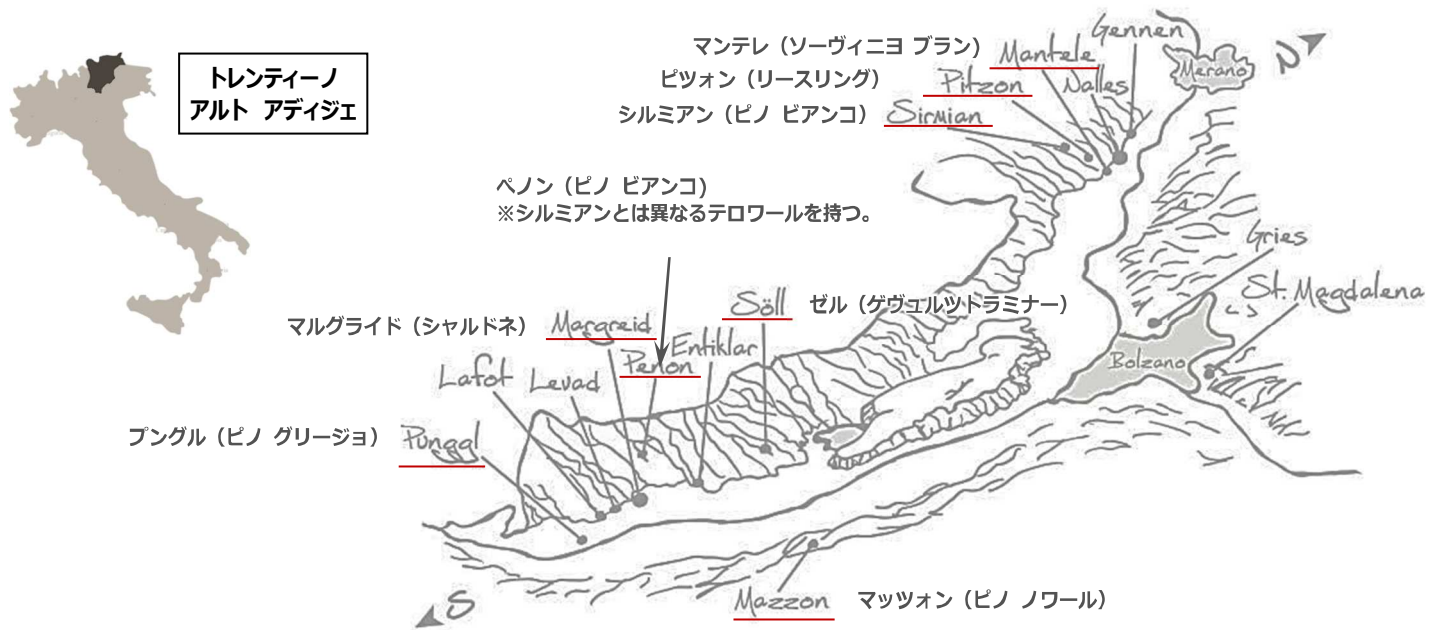 トレンティーノ
アルト アディジェ
マンテレ（ソーヴィニヨ ブラン）
Mantele
Gennen
Merano
N
ピツォン（リースリング）
Pitzon
Nalles
シルミアン（ピノ ビアンコ）
Sirmian
ペノン（ピノ ビアンコ）
※シルミアンとは異なるテロワールを持つ。
Gries
St. Magdalena
Söll
ゼル（ゲヴュルツトラミナー）
マルグライド（シャルドネ）
Margreid
Penon
Entiklar
Bolzano
Lafot
Levad
プングル（ピノ グリージョ）
Punggl
S
Mazzon
マッツォン（ピノ ノワール）